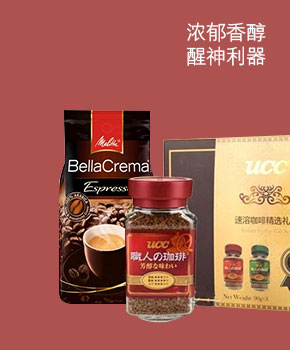 浓郁香醇
醒神利器
Melitta
BellaCrema
Espresso
ucc
職人の珈琲
芳醇な味わい
ucc
速溶咖啡精选礼